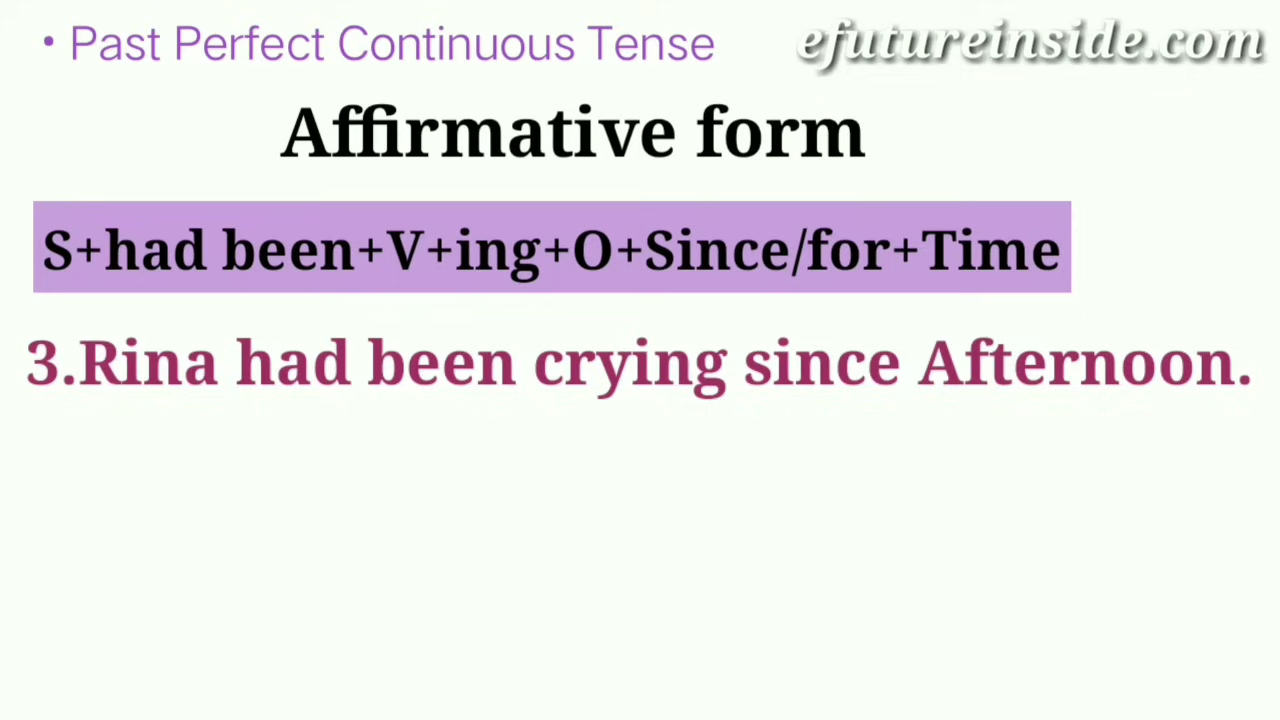 • Past Perfect Continuous Tense
efutureinside.com
Affirmative form
S+had been+V+ing+O+Since/for+Time
3.Rina had been crying since Afternoon.